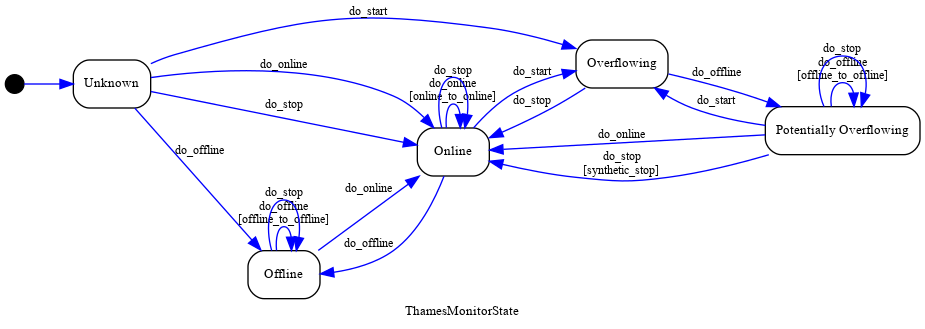 do_start
Overflowing
do_stop
do_offline
[offline_to_offline]
do_online
do_stop
do_online
[online_to_online]
do_start
do_offline
Unknown
do_stop
do_stop
do_start
Potentially Overflowing
do_online
Online
do_stop
[synthetic_stop]
do_offline
do_online
do_stop
do_offline
[offline_to_offline]
do_offline
Offline
ThamesMonitorState